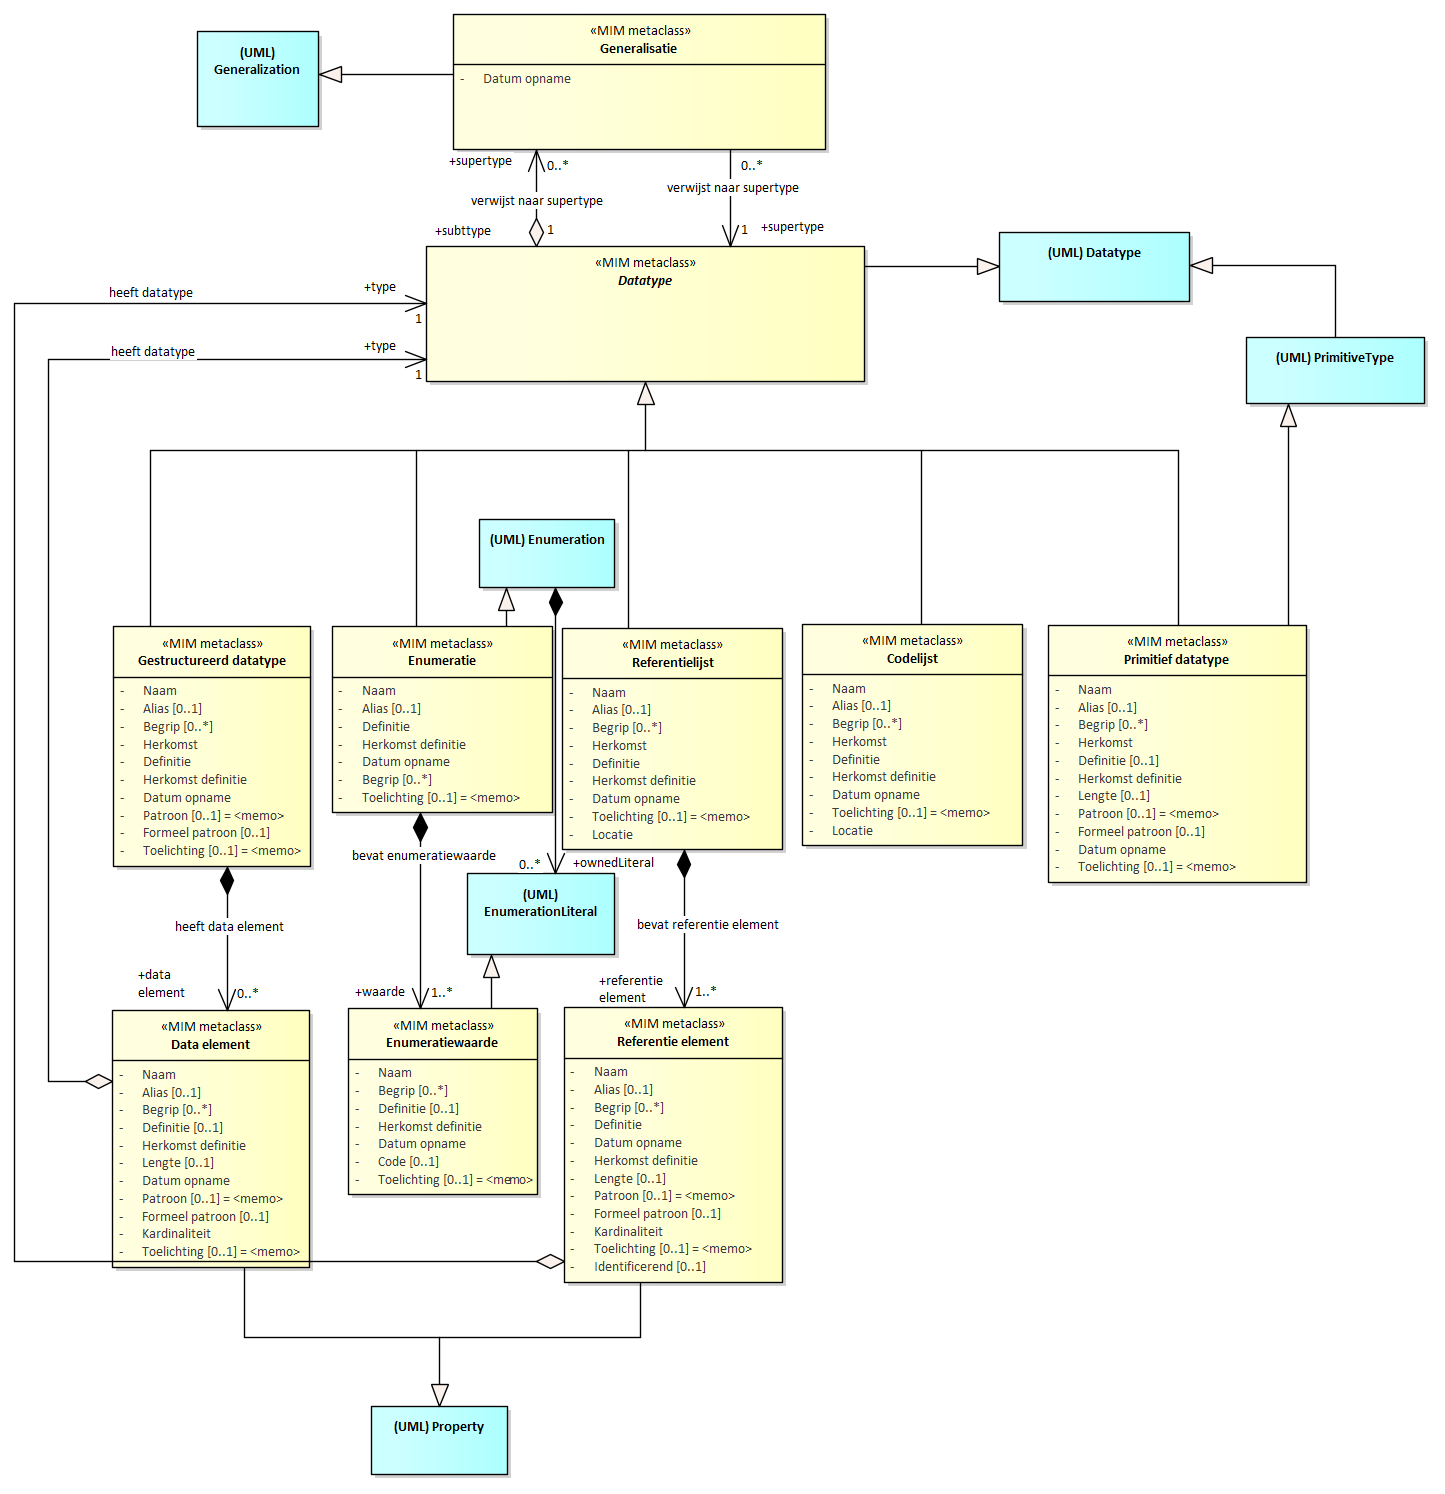 «MIM metaclass»
Generalisatie
- Datum opname
(UML)
Generalization
+supertype
0..*
0..*
verwijst naar supertype
verwijst naar supertype
+subttype
1
1
+supertype
«MIM metaclass»
Datatype
(UML) Datatype
heeft datatype
+type
1
heeft datatype
+type
1
(UML) PrimitiveType
(UML) Enumeration
«MIM metaclass»
Gestructureerd datatype
- Naam
- Alias [0..1]
- Begrip [0..*]
- Herkomst
- Definitie
- Herkomst definitie
- Datum opname
- Patroon [0..1] = <memo>
- Formeel patroon [0..1]
- Toelichting [0..1] = <memo>
«MIM metaclass»
Enumeratie
- Naam
- Alias [0..1]
- Definitie
- Herkomst definitie
- Datum opname
- Begrip [0..*]
- Toelichting [0..1] = <memo>
«MIM metaclass»
Referentielijst
- Naam
- Alias [0..1]
- Begrip [0..*]
- Herkomst
- Definitie
- Herkomst definitie
- Datum opname
- Toelichting [0..1] = <memo>
- Locatie
«MIM metaclass»
Codelijst
- Naam
- Alias [0..1]
- Begrip [0..*]
- Herkomst
- Definitie
- Herkomst definitie
- Datum opname
- Toelichting [0..1] = <memo>
- Locatie
«MIM metaclass»
Primitief datatype
- Naam
- Alias [0..1]
- Begrip [0..*]
- Herkomst
- Definitie [0..1]
- Herkomst definitie
- Lengte [0..1]
- Patroon [0..1] = <memo>
- Formeel patroon [0..1]
- Datum opname
- Toelichting [0..1] = <memo>
bevat enumeratiewaarde
0..*
+ownedLiteral
(UML)
EnumerationLiteral
heeft data element
bevat referentie element
+data
element
0..*
+waarde
1..*
+referentie
element
1..*
«MIM metaclass»
Data element
- Naam
- Alias [0..1]
- Begrip [0..*]
- Definitie [0..1]
- Herkomst definitie
- Lengte [0..1]
- Datum opname
- Patroon [0..1] = <memo>
- Formeel patroon [0..1]
- Kardinaliteit
- Toelichting [0..1] = <memo>
«MIM metaclass»
Enumeratiewaarde
- Naam
- Begrip [0..*]
- Definitie [0..1]
- Herkomst definitie
- Datum opname
- Code [0..1]
- Toelichting [0..1] = <memo>
«MIM metaclass»
Referentie element
- Naam
- Alias [0..1]
- Begrip [0..*]
- Definitie
- Datum opname
- Herkomst definitie
- Lengte [0..1]
- Patroon [0..1] = <memo>
- Formeel patroon [0..1]
- Kardinaliteit
- Toelichting [0..1] = <memo>
- Identificerend [0..1]
(UML) Property